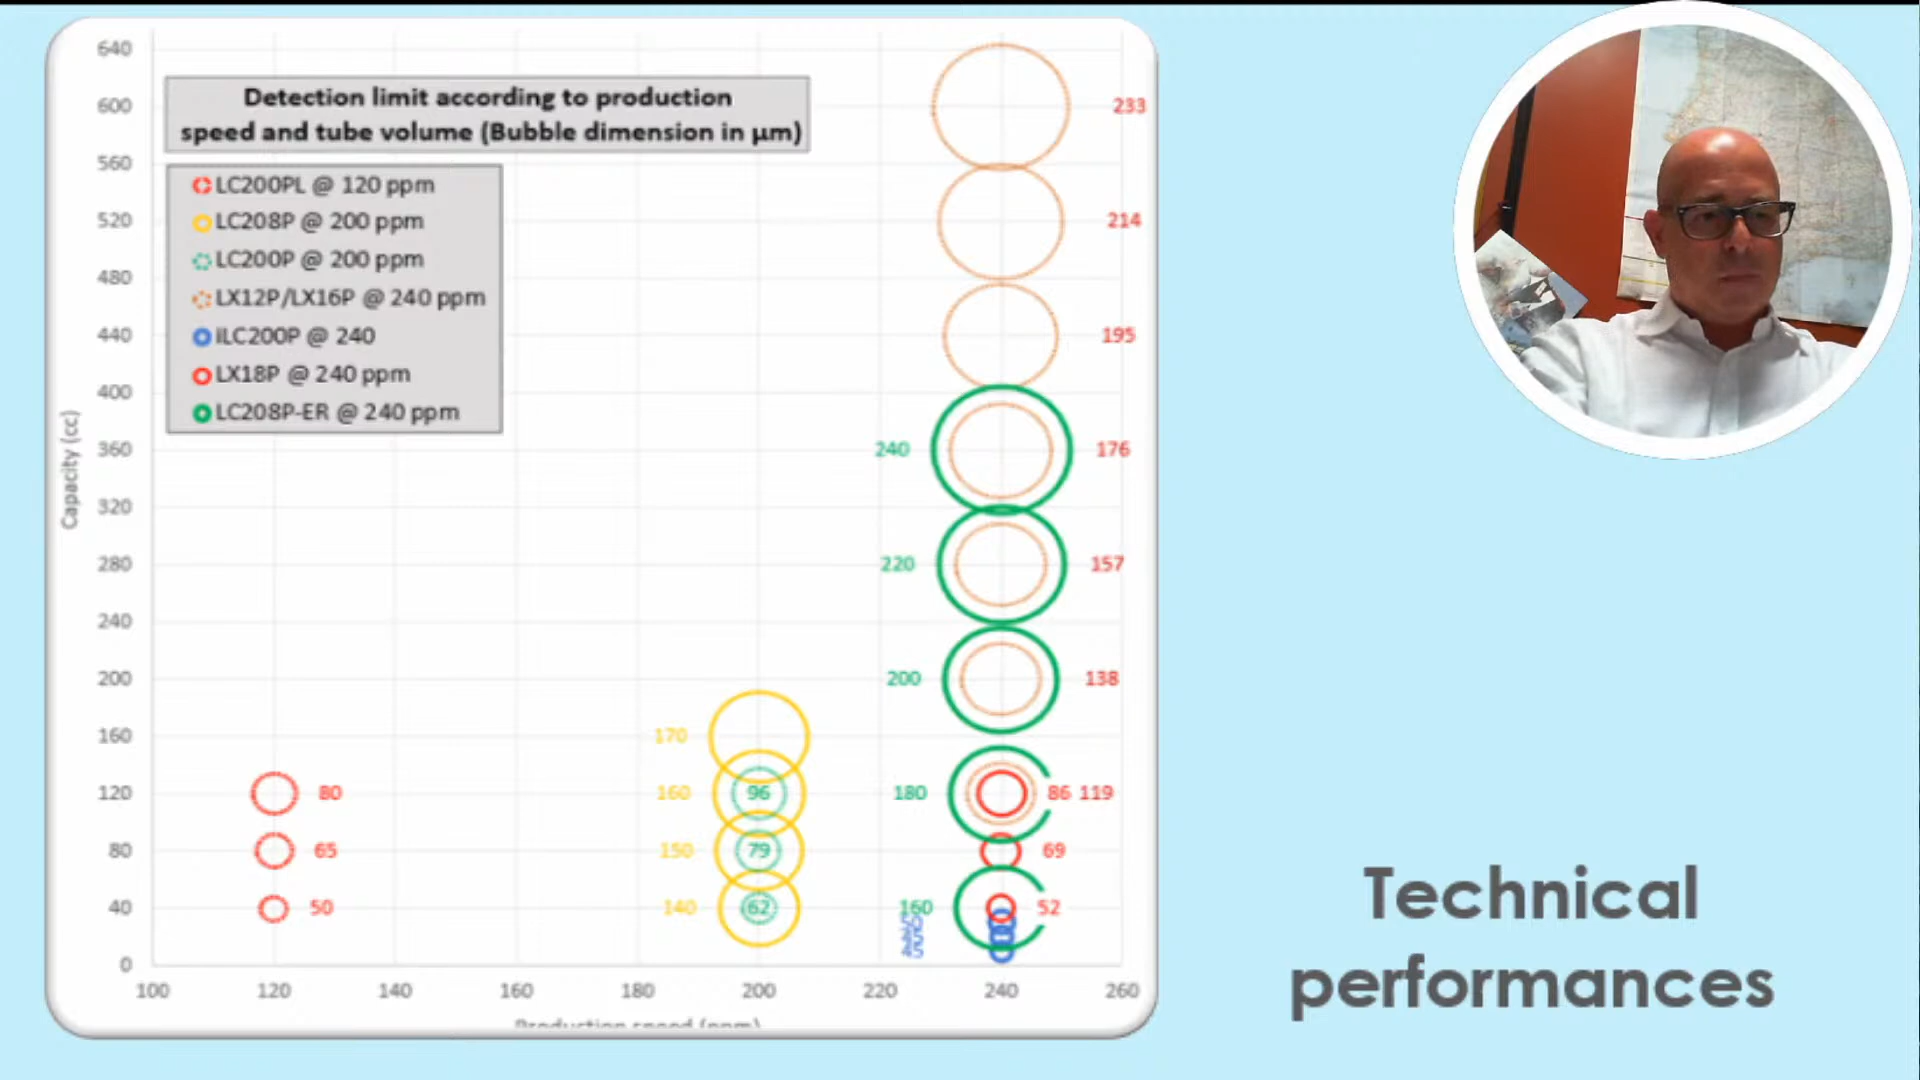 Detection limit according to production
speed and tube volume (Bubble dimension in µm)
LC200PL @ 120 ppm
LC208P @ 200 ppm
LC200P @ 200 ppm
LX12P/LX16P @ 240 ppm
iLC200P @ 240
LX18P @ 240 ppm
LC208P-ER @ 240 ppm
Capacity (cc)
640
600 233
560
520 214
480
440 195
400
360 240 176
320
280 220 157
240
200 200 138
160 170
120 80 160 96 180 86 119
80 65 150 79 69
40 50 140 62 160 52
0
100 120 140 160 180 200 220 240 260
Production speed (ppm)
Technical
performances